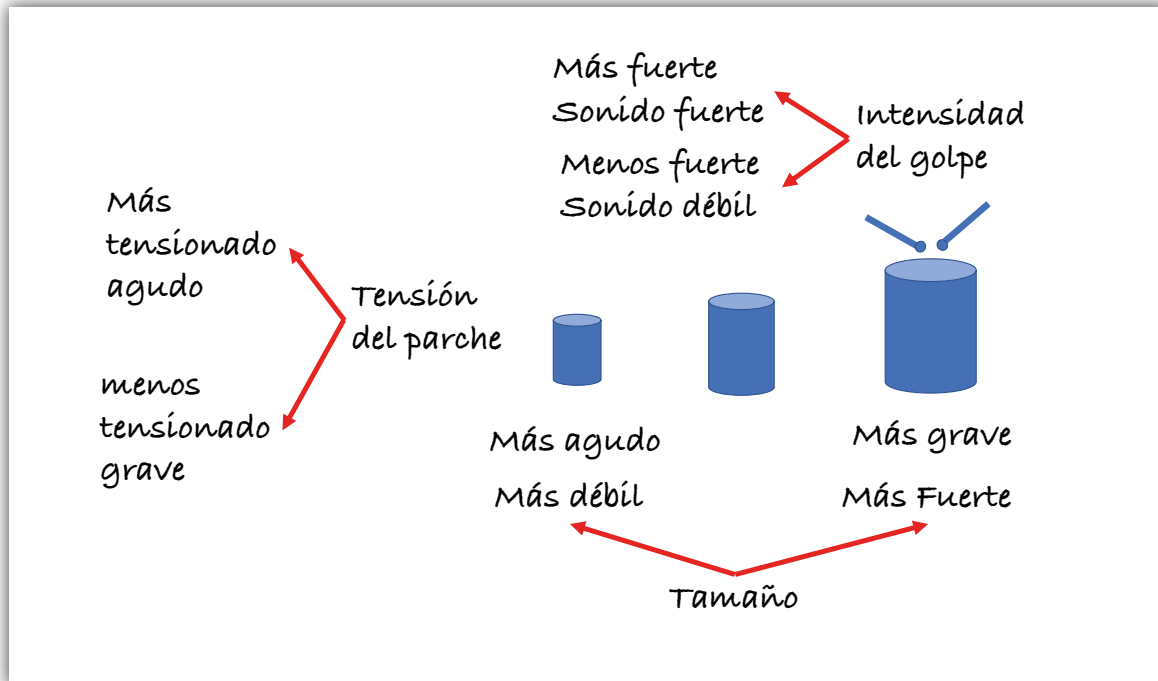 Más fuerte
Sonido fuerte
Menos fuerte
Sonido débil
Intensidad
del golpe
Más
tensionado
agudo
Tensión
del parche
menos
tensionado
grave
Más agudo
Más débil
Más grave
Más Fuerte
Tamaño